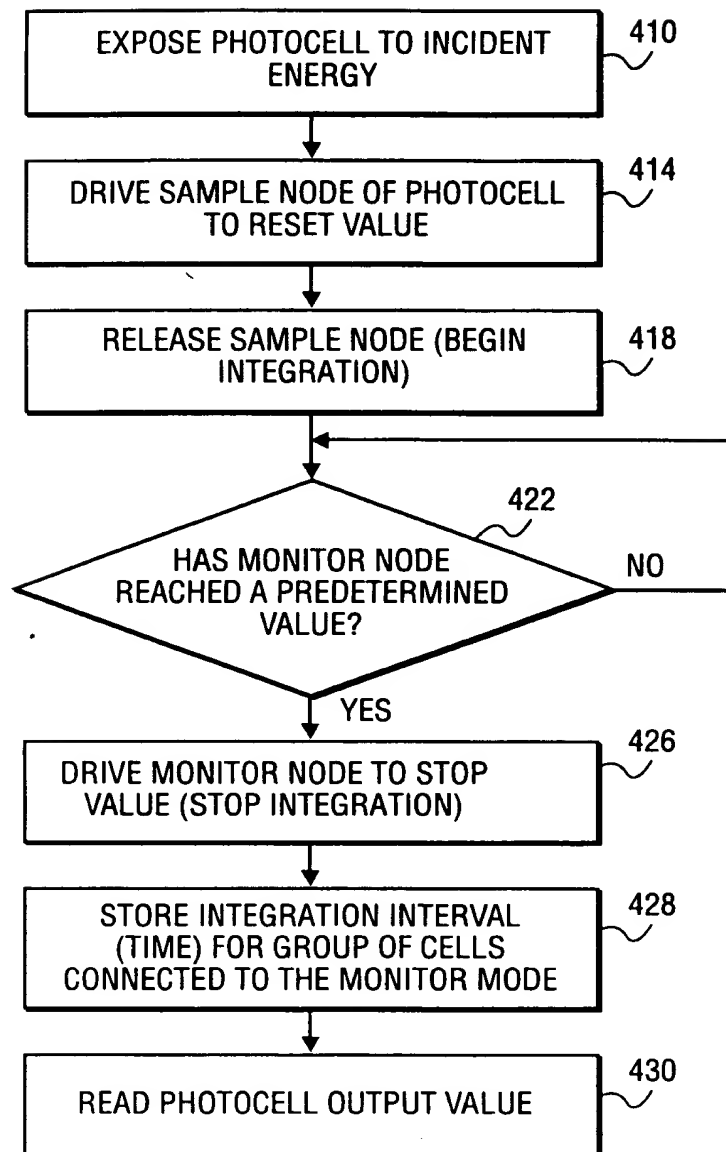 EXPOSE PHOTOCELL TO INCIDENT
ENERGY
410
DRIVE SAMPLE NODE OF PHOTOCELL
TO RESET VALUE
414
RELEASE SAMPLE NODE (BEGIN
INTEGRATION)
418
422
HAS MONITOR NODE
REACHED A PREDETERMINED
VALUE?
NO
YES
DRIVE MONITOR NODE TO STOP
VALUE (STOP INTEGRATION)
426
STORE INTEGRATION INTERVAL
(TIME) FOR GROUP OF CELLS
CONNECTED TO THE MONITOR MODE
428
READ PHOTOCELL OUTPUT VALUE
430